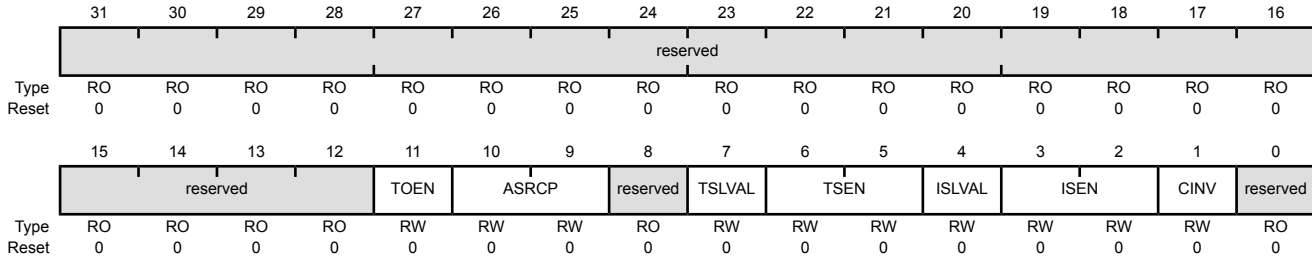 31 30 29 28 27 26 25 24 23 22 21 20 19 18 17 16
reserved
Type RO RO RO RO RO RO RO RO RO RO RO RO RO RO RO RO
Reset 0 0 0 0 0 0 0 0 0 0 0 0 0 0 0 0
15 14 13 12 11 10 9 8 7 6 5 4 3 2 1 0
reserved TOEN ASRCP reserved TSLVAL TSEN ISLVAL ISEN CINV reserved
Type RO RO RO RO RW RW RW RO RW RW RW RW RW RW RW RO
Reset 0 0 0 0 0 0 0 0 0 0 0 0 0 0 0 0